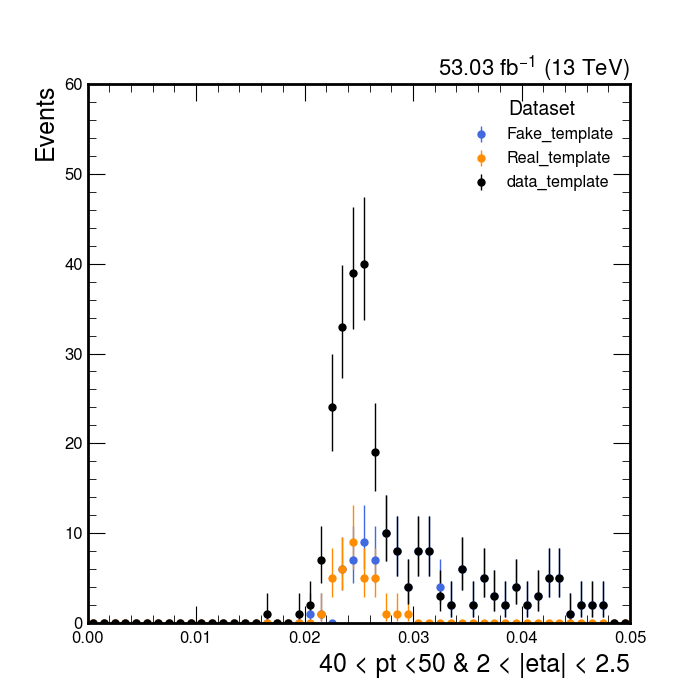 53.03 fb⁻¹ (13 TeV)
Events
Dataset
Fake_template
Real_template
data_template
60
50
40
30
20
10
0
0.00 0.01 0.02 0.03 0.04 0.05
40 < pt <50 & 2 < |eta| < 2.5